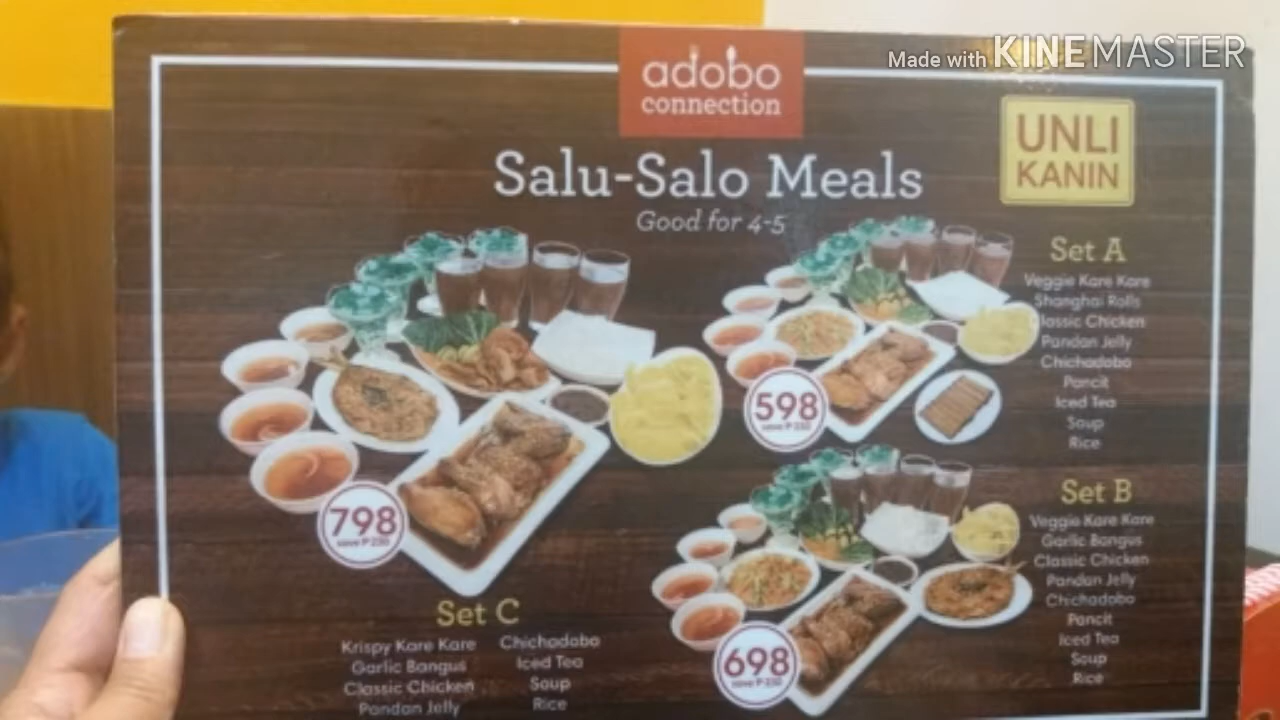 Made with KINEMASTER
adobo
connection
UNLI
KANIN
Salu-Salo Meals
Good for 4-5
Set A
Veggie Kare Kare
Shanghai Rolls
Classic Chicken
Pandan Jelly
Chichadobo
Pancit
Iced Tea
Soup
Rice
598
save
Set B
Veggie Kare Kare
Garlic Bangus
Classic Chicken
Pandan Jelly
Chichadobo
Pancit
Iced Tea
Soup
Rice
698
save
798
save
Set C
Krispy Kare Kare
Garlic Bangus
Classic Chicken
Pandan Jelly
Chichadobo
Iced Tea
Soup
Rice